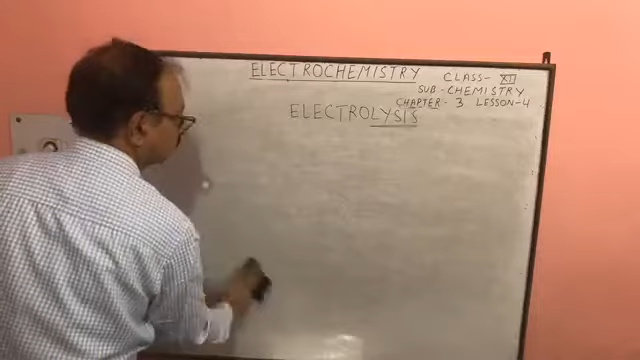 ELECTROCHEMISTRY CLASS- XII
SUB- CHEMISTRY
CHAPTER- 3 LESSON-4
ELECTROLYSIS